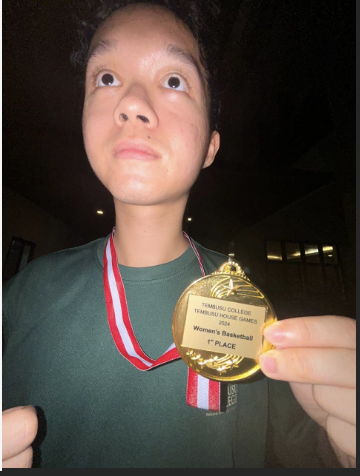 TEMBUSU COLLEGE
TEMBUSU HOUSE GAMES
2024
Women's Basketball
1st PLACE